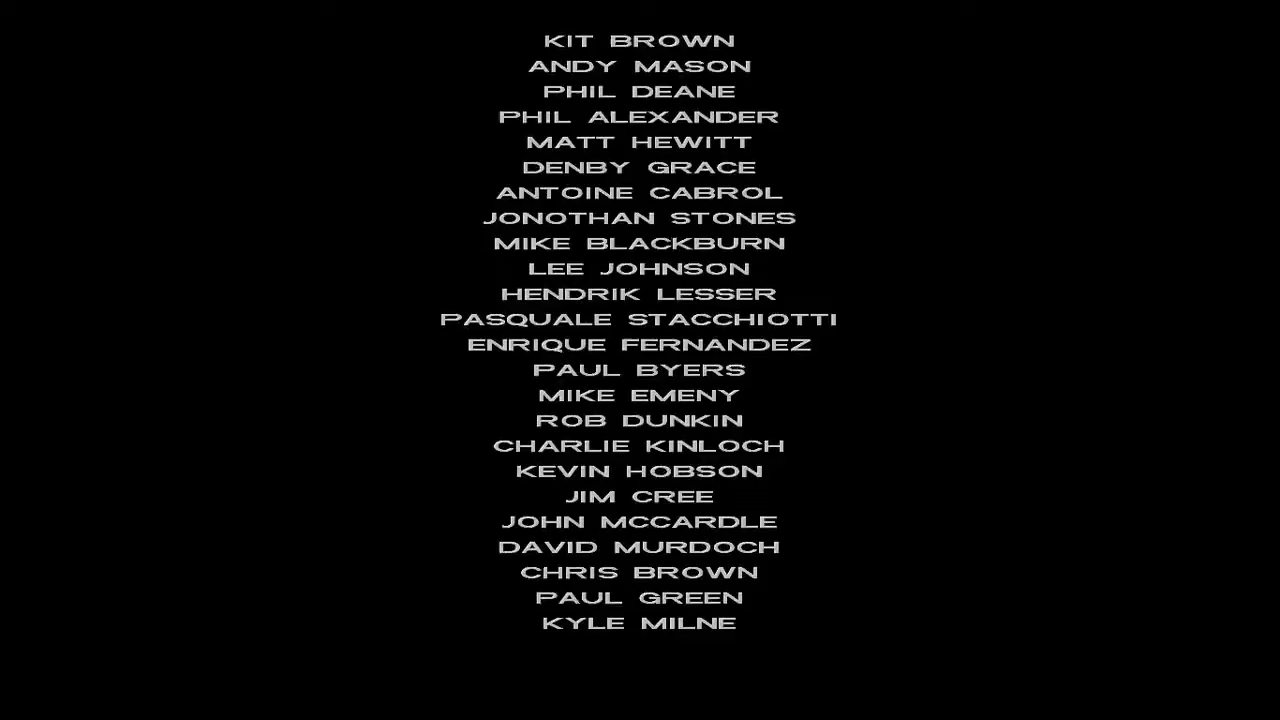 KIT BROWN
ANDY MASON
PHIL DEANE
PHIL ALEXANDER
MATT HEWITT
DENBY GRACE
ANTOINE CABROL
JONOTHAN STONES
MIKE BLACKBURN
LEE JOHNSON
HENDRIK LESSER
PASQUALE STACCHIOTTI
ENRIQUE FERNANDEZ
PAUL BYERS
MIKE EMENY
ROB DUNKIN
CHARLIE KINLOCH
KEVIN HOBSON
JIM CREE
JOHN MCCARDLE
DAVID MURDOCH
CHRIS BROWN
PAUL GREEN
KYLE MILNE